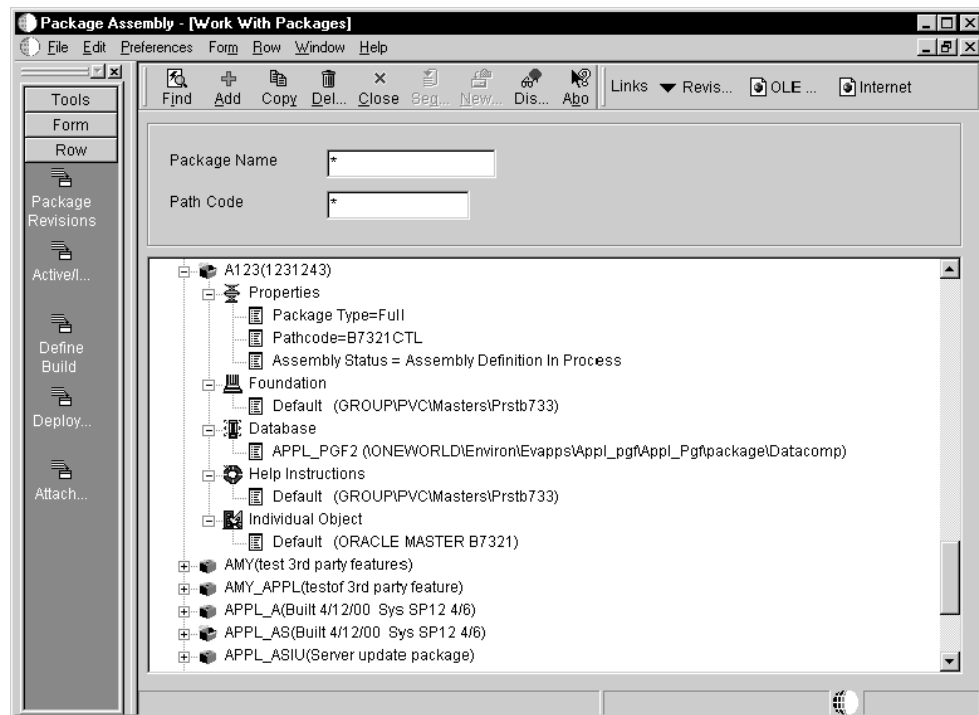 Package Assembly - [Work With Packages]
File Edit Preferences Form Row Window Help
Find Add Copy Del... Close Seq... New... Dis... Abo Links Revis... OLE ... Internet
Tools
Form
Row
Package Revisions
Active/I...
Define Build
Deploy...
Attach...
Package Name *
Path Code *
A123(1231243)
Properties
Package Type=Full
Pathcode=B7321CTL
Assembly Status = Assembly Definition In Process
Foundation
Default (GROUP\PVC\Masters\Prstb733)
Database
APPL_PGF2 (\ONEWORLD\Environ\Evapps\Appl_pgf\Appl_Pgf\package\Datacomp)
Help Instructions
Default (GROUP\PVC\Masters\Prstb733)
Individual Object
Default (ORACLE MASTER B7321)
AMY(test 3rd party features)
AMY_APPL(testof 3rd party feature)
APPL_A(Built 4/12/00 Sys SP12 4/6)
APPL_AS(Built 4/12/00 Sys SP12 4/6)
APPL_ASIU(Server update package)